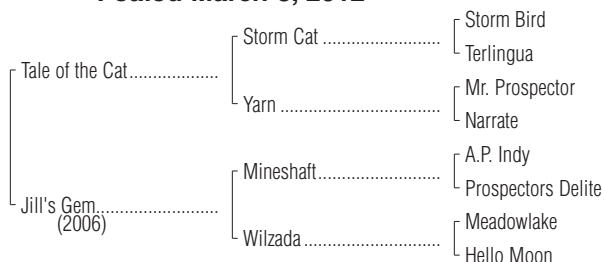 Foaled March 2012
Storm Bird
Storm Cat
Terlingua
Tale of the Cat
Mr. Prospector
Yarn
Narrate
A.P. Indy
Mineshaft
Prospectors Delite
Jill's Gem
(2006)
Meadowlake
Wilzada
Hello Moon